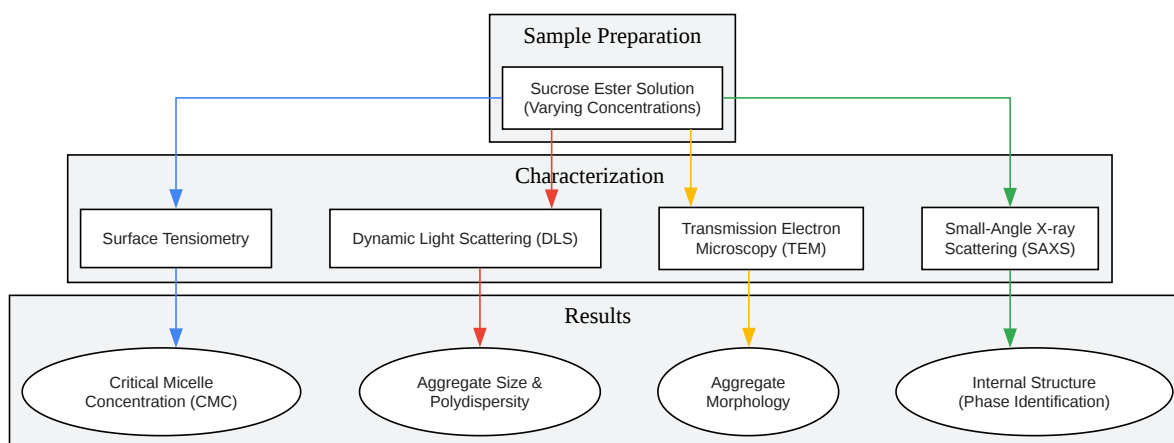 Sample Preparation
Sucrose Ester Solution
(Varying Concentrations)
Characterization
Surface Tensiometry
Dynamic Light Scattering (DLS)
Transmission Electron
Microscopy (TEM)
Small-Angle X-ray
Scattering (SAXS)
Results
Critical Micelle
Concentration (CMC)
Aggregate Size &
Polydispersity
Aggregate
Morphology
Internal Structure
(Phase Identification)